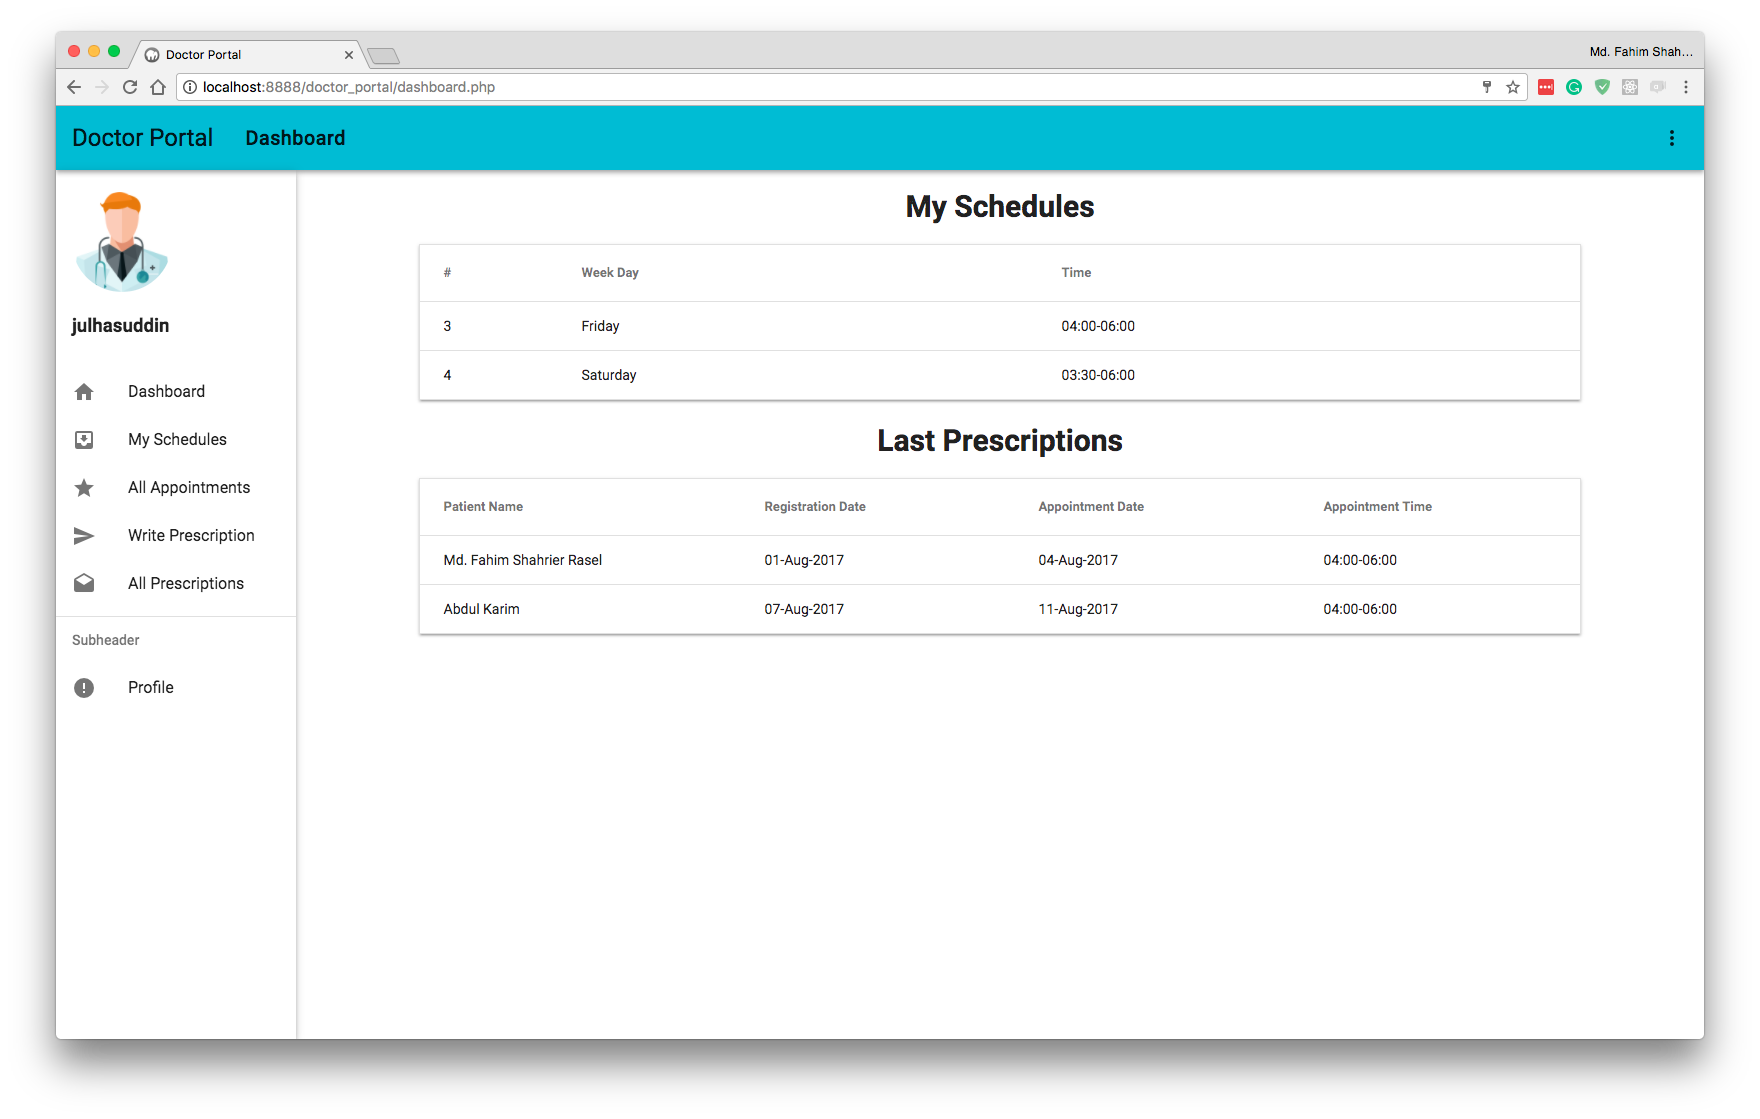 Doctor Portal
Md. Fahim Shah...
localhost:8888/doctor_portal/dashboard.php
Doctor Portal Dashboard
julhasuddin
Dashboard
My Schedules
All Appointments
Write Prescription
All Prescriptions
Subheader
Profile
My Schedules
# Week Day Time
3 Friday 04:00-06:00
4 Saturday 03:30-06:00
Last Prescriptions
Patient Name Registration Date Appointment Date Appointment Time
Md. Fahim Shahrier Rasel 01-Aug-2017 04-Aug-2017 04:00-06:00
Abdul Karim 07-Aug-2017 11-Aug-2017 04:00-06:00